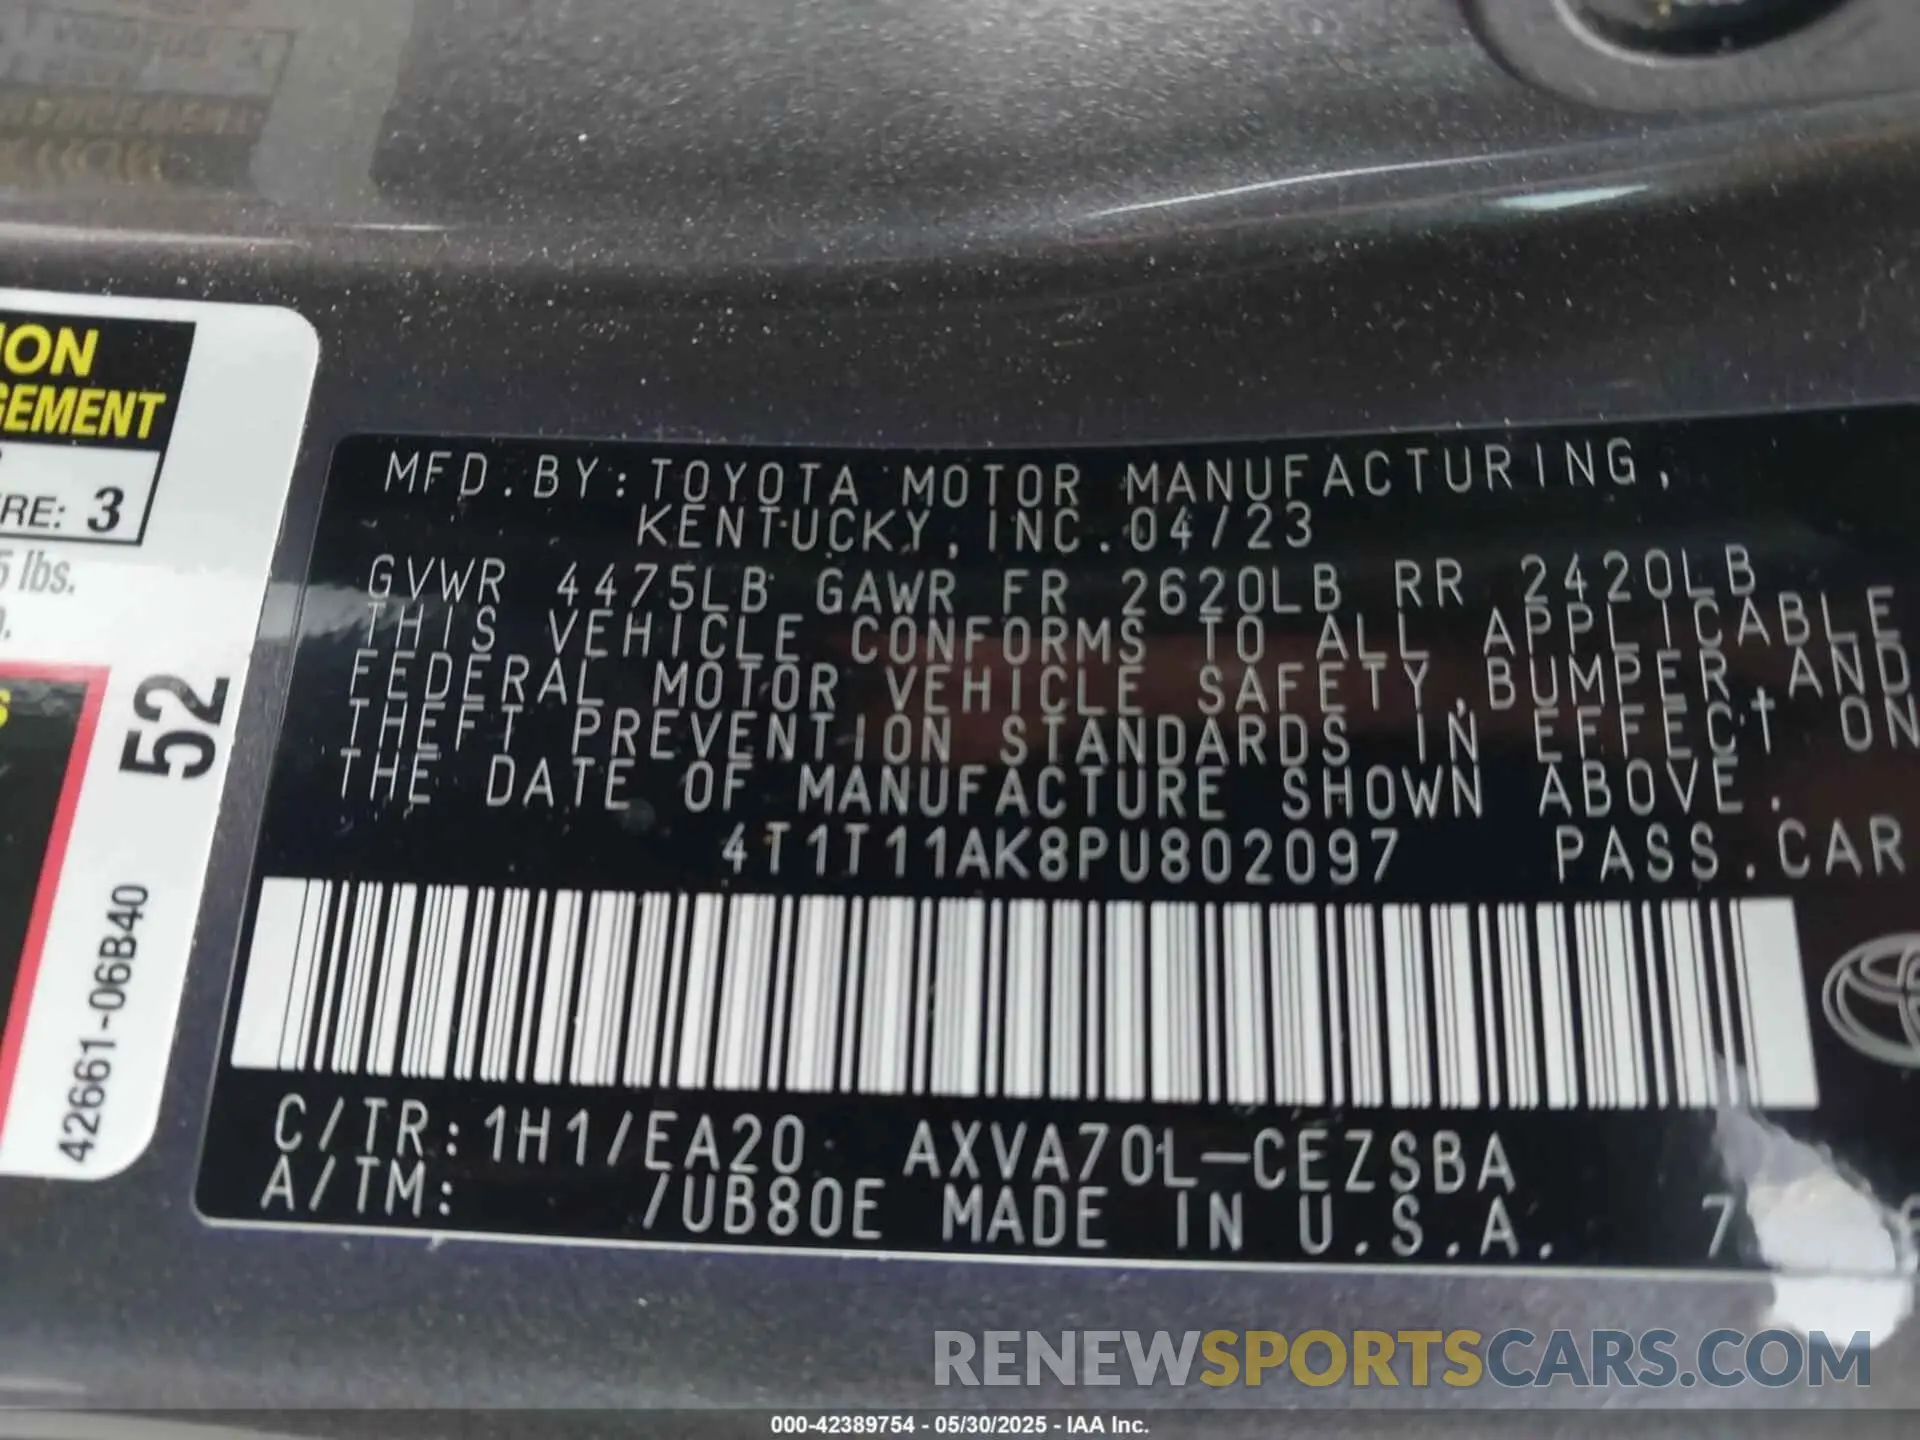 ION
GEMENT
RE: 3
5 lbs.
52
42661-06B40
MFD.BY:TOYOTA MOTOR MANUFACTURING,
KENTUCKY,INC.04/23
GVWR 4475LB GAWR FR 2620LB RR 2420LB
THIS VEHICLE CONFORMS TO ALL APPLICABLE
FEDERAL MOTOR VEHICLE SAFETY,BUMPER,AND
THEFT PREVENTION STANDARDS IN EFFECT ON
THE DATE OF MANUFACTURE SHOWN ABOVE.
4T1T11AK8PU802097 PASS.CAR
C/TR:1H1/EA20 AXVA70L-CEZSBA
A/TM: /UB80E MADE IN U.S.A.
RENEWSPORTSCARS.COM
000-42389754 - 05/30/2025 - IAA Inc.